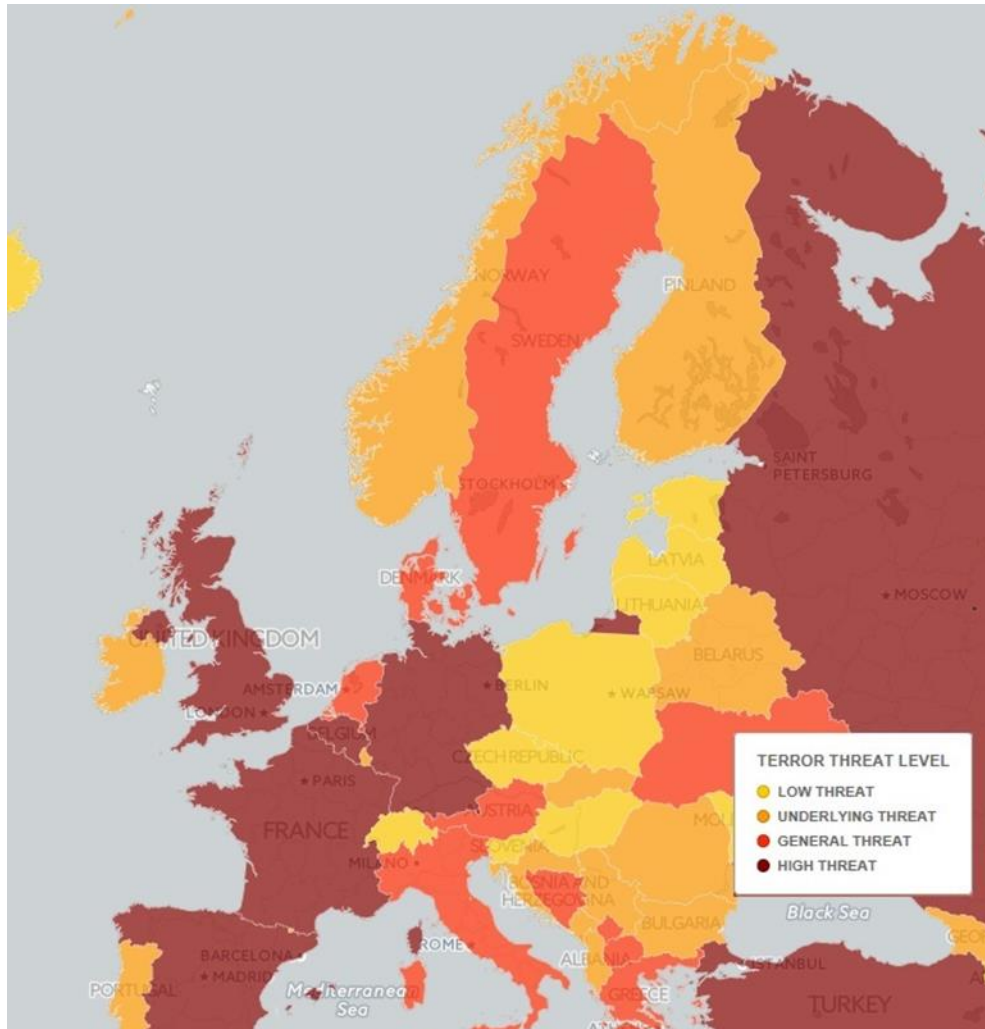 NORWAY
FINLAND
SWEDEN
SAINT
PETERSBURG
STOCKHOLM
LATVIA
DENMARK
LITHUANIA
MOSCOW
UNITED KINGDOM
BELARUS
AMSTERDAM
BERLIN
WARSAW
LONDON
BELGIUM
CZECH REPUBLIC
PARIS
TERROR THREAT LEVEL
LOW THREAT
UNDERLYING THREAT
GENERAL THREAT
HIGH THREAT
AUSTRIA
FRANCE
MOL
SLOVENIA
MILANO
BOSNIA AND
HERZEGOVINA
Black Sea
BULGARIA
GEO
BARCELONA
ROME
ALBANIA
ISTANBUL
MADRID
PORTUGAL
Mediterranean
Sea
GREECE
TURKEY